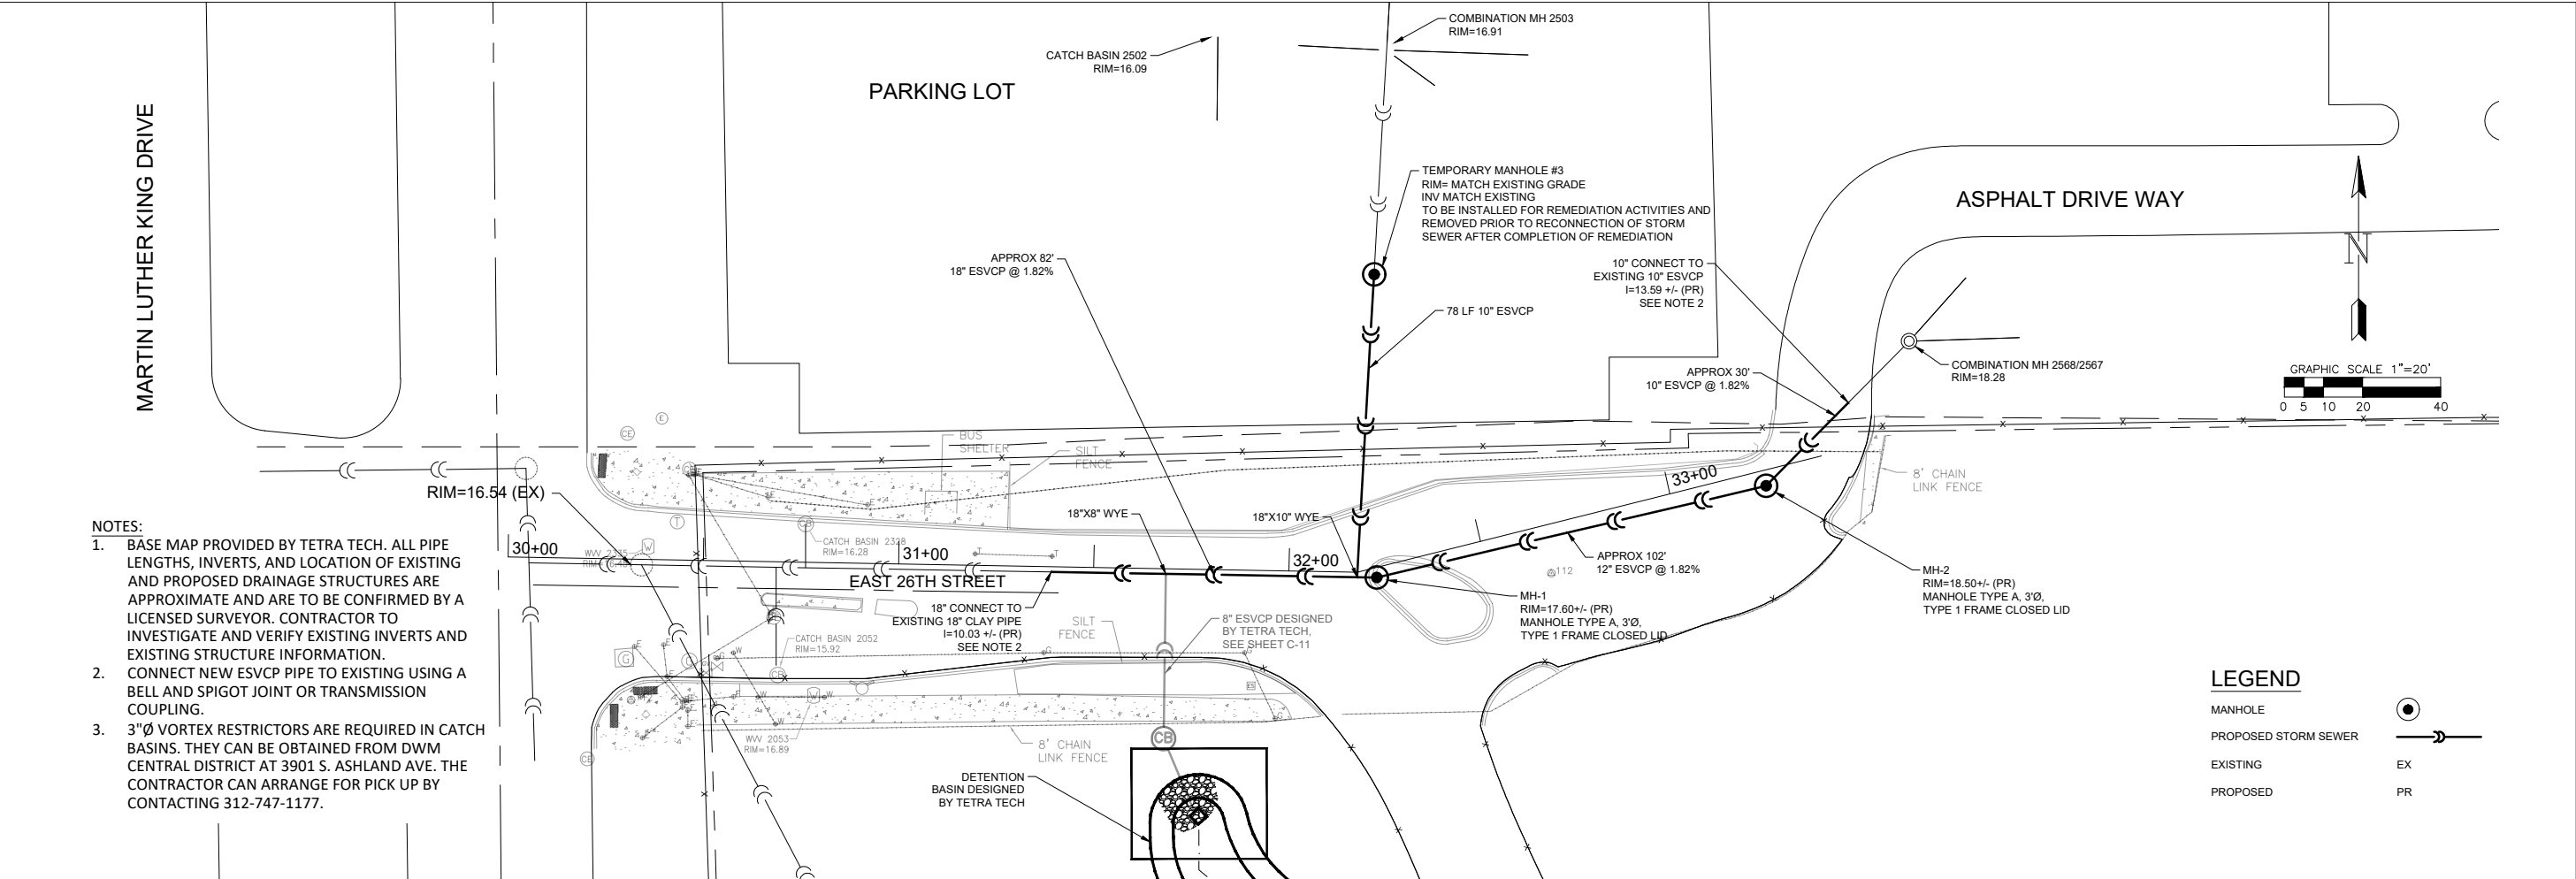 COMBINATION MH 2503
RIM=16.91
CATCH BASIN 2502
RIM=16.09
PARKING LOT
MARTIN LUTHER KING DRIVE
TEMPORARY MANHOLE #3
RIM= MATCH EXISTING GRADE
INV MATCH EXISTING
TO BE INSTALLED FOR REMEDIATION ACTIVITIES AND
REMOVED PRIOR TO RECONNECTION OF STORM
SEWER AFTER COMPLETION OF REMEDIATION
ASPHALT DRIVE WAY
N
APPROX 82'
18" ESVCP @ 1.82%
10" CONNECT TO
EXISTING 10" ESVCP
I=13.59 +/- (PR)
SEE NOTE 2
78 LF 10" ESVCP
COMBINATION MH 2568/2567
RIM=18.28
APPROX 30'
10" ESVCP @ 1.82%
GRAPHIC SCALE 1"=20'
0 5 10 20 40
E
CE
BUS
SHELTER
SILT
FENCE
33+00
8' CHAIN
LINK FENCE
RIM=16.54 (EX)
T
CB
18"X8" WYE
18"X10" WYE
CATCH BASIN 2328
RIM=16.28
W
30+00
31+00
32+00
EAST 26TH STREET
APPROX 102'
12" ESVCP @ 1.82%
112
MH-2
RIM=18.50+/- (PR)
MANHOLE TYPE A, 3'Ø,
TYPE 1 FRAME CLOSED LID
MH-1
RIM=17.60+/- (PR)
MANHOLE TYPE A, 3'Ø,
TYPE 1 FRAME CLOSED LID
18" CONNECT TO
EXISTING 18" CLAY PIPE
I=10.03 +/- (PR)
SEE NOTE 2
SILT
FENCE
8" ESVCP DESIGNED
BY TETRA TECH,
SEE SHEET C-11
CATCH BASIN 2052
RIM=15.92
G
CB
WVV 2053
RIM=16.89
8' CHAIN
LINK FENCE
CB
DETENTION
BASIN DESIGNED
BY TETRA TECH
NOTES:
1. BASE MAP PROVIDED BY TETRA TECH. ALL PIPE
LENGTHS, INVERTS, AND LOCATION OF EXISTING
AND PROPOSED DRAINAGE STRUCTURES ARE
APPROXIMATE AND ARE TO BE CONFIRMED BY A
LICENSED SURVEYOR. CONTRACTOR TO
INVESTIGATE AND VERIFY EXISTING INVERTS AND
EXISTING STRUCTURE INFORMATION.
2. CONNECT NEW ESVCP PIPE TO EXISTING USING A
BELL AND SPIGOT JOINT OR TRANSMISSION
COUPLING.
3. 3"Ø VORTEX RESTRICTORS ARE REQUIRED IN CATCH
BASINS. THEY CAN BE OBTAINED FROM DWM
CENTRAL DISTRICT AT 3901 S. ASHLAND AVE. THE
CONTRACTOR CAN ARRANGE FOR PICK UP BY
CONTACTING 312-747-1177.
LEGEND
MANHOLE
PROPOSED STORM SEWER
EXISTING EX
PROPOSED PR